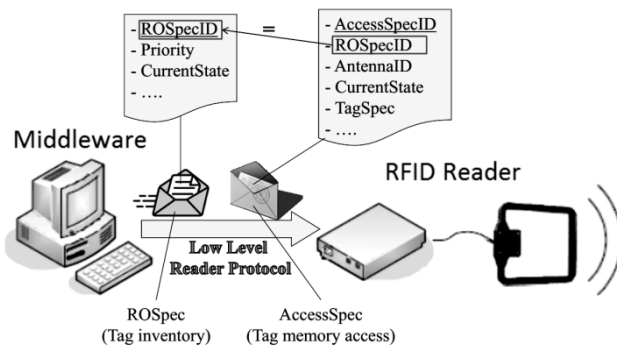 - ROSpecID
- Priority
- CurrentState
- ....
=
- AccessSpecID
- ROSpecID
- AntennaID
- CurrentState
- TagSpec
- ....
Middleware
RFID Reader
Low Level
Reader Protocol
ROSpec
(Tag inventory)
AccessSpec
(Tag memory access)